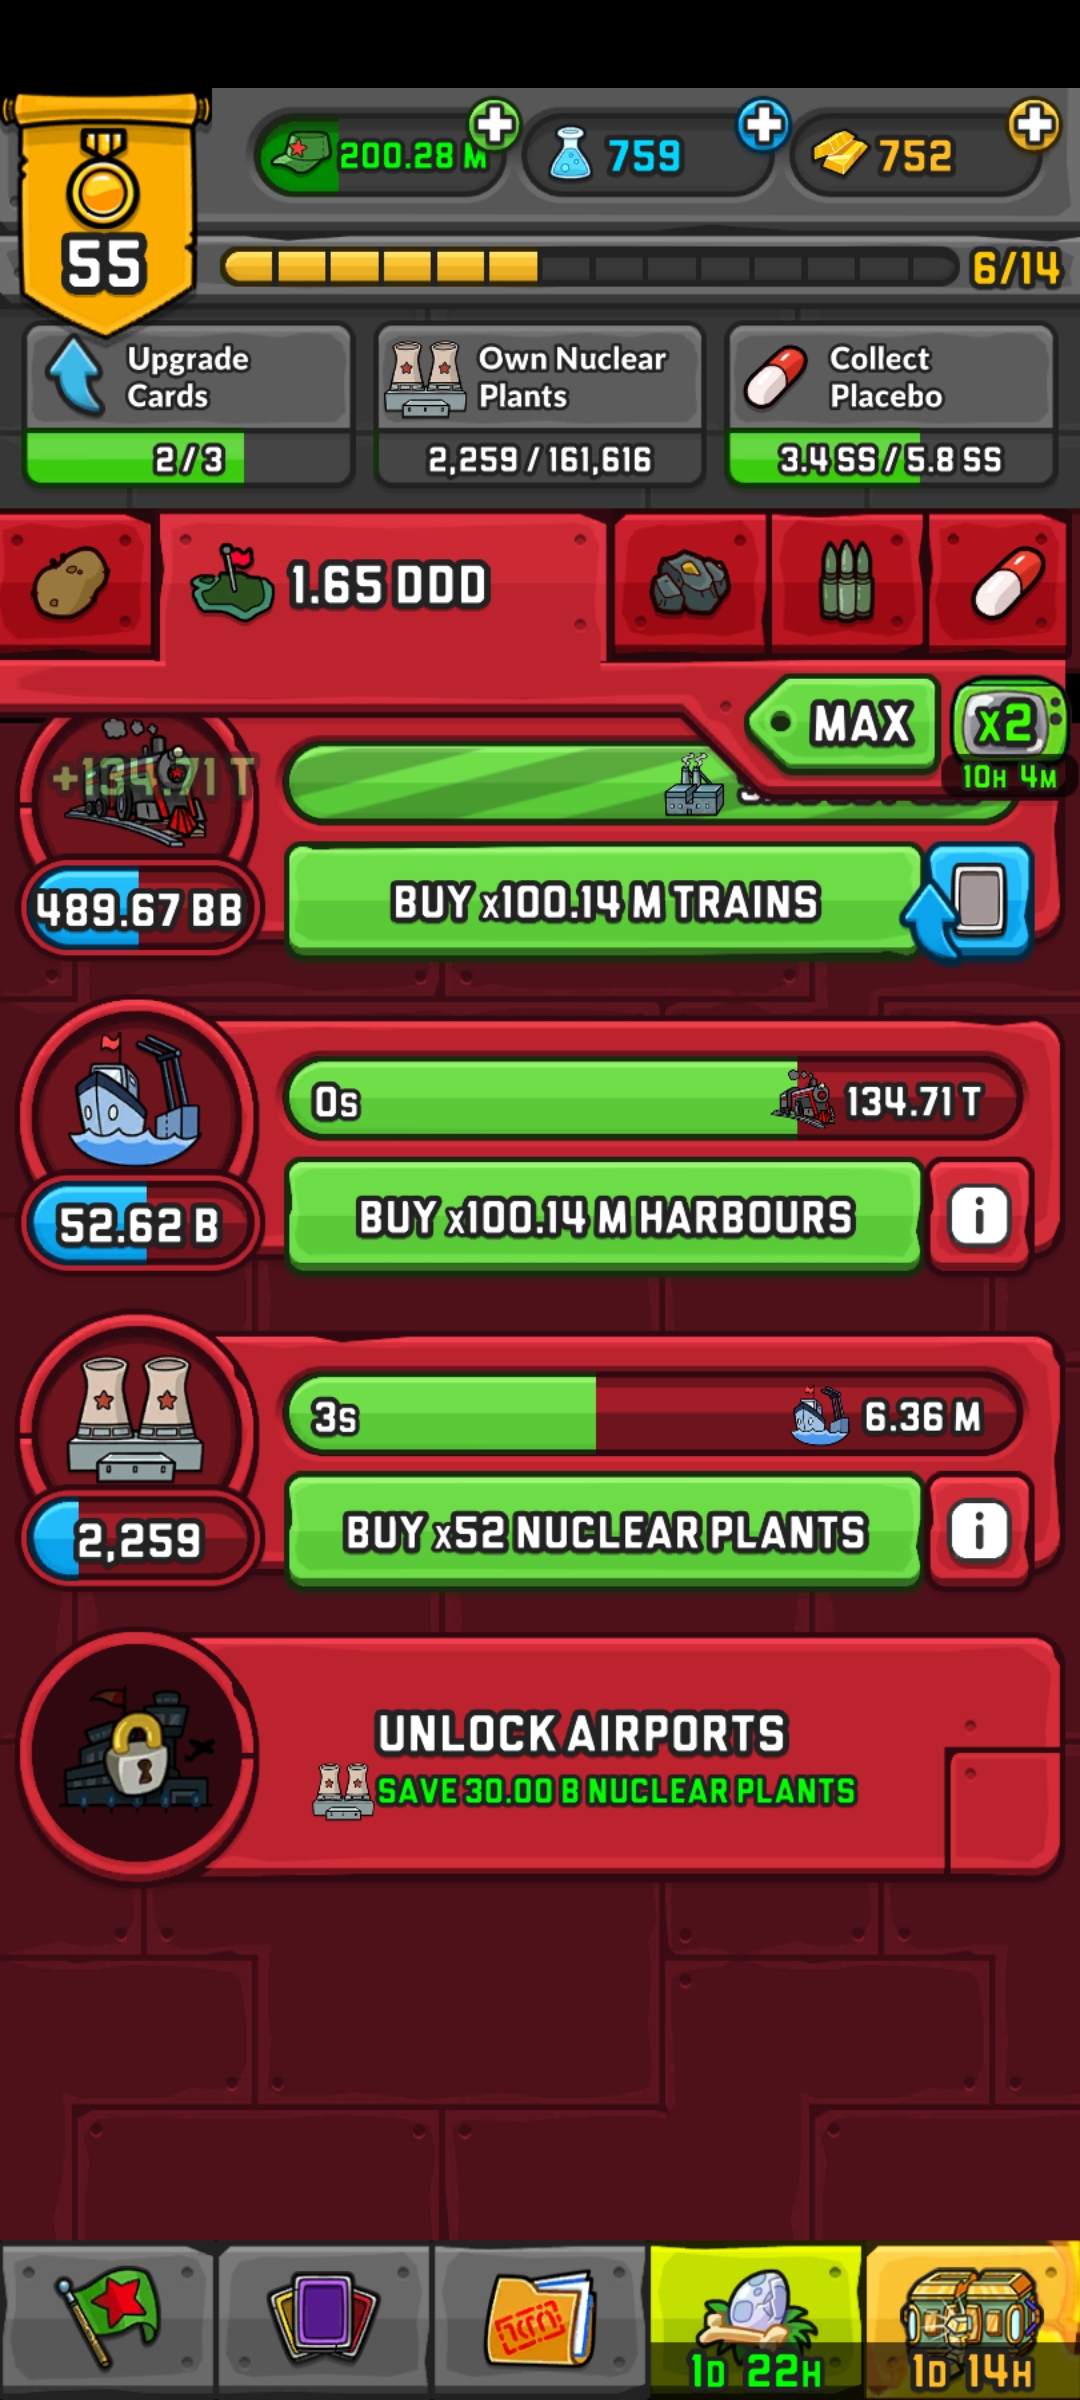 200.28 M
759
752
55
6/14
Upgrade
Cards
2/3
Own Nuclear
Plants
2,259 / 161,616
Collect
Placebo
3.4 SS / 5.8 SS
1.65 DDD
MAX
x2
10H 4M
+134.71 T
489.67 BB
BUY x100.14 M TRAINS
0s
134.71 T
52.62 B
BUY x100.14 M HARBOURS
i
3s
6.36 M
2,259
BUY x52 NUCLEAR PLANTS
i
UNLOCK AIRPORTS
SAVE 30.00 B NUCLEAR PLANTS
1D 22H
1D 14H